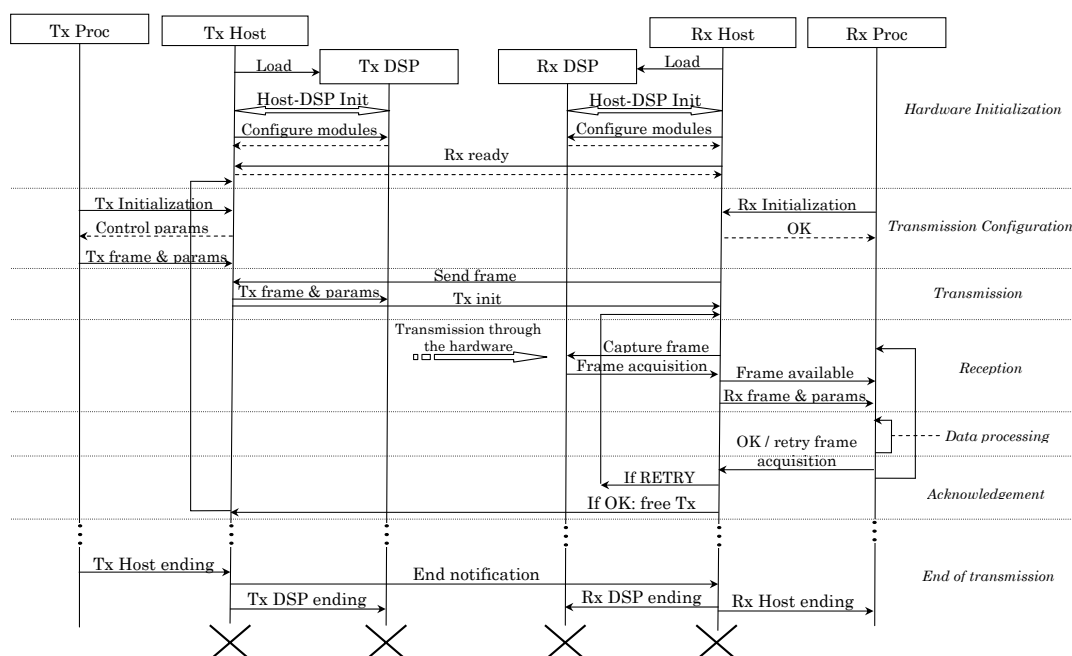 Tx Proc
Tx Host
Rx Host
Rx Proc
Load
Tx DSP
Rx DSP
Load
Host-DSP Init
Host-DSP Init
Hardware Initialization
Configure modules
Configure modules
Rx ready
Tx Initialization
Rx Initialization
Control params
OK
Transmission Configuration
Tx frame & params
Send frame
Tx frame & params
Tx init
Transmission
Transmission through
the hardware
Capture frame
Frame acquisition
Frame available
Reception
Rx frame & params
OK / retry frame
acquisition
Data processing
If RETRY
Acknowledgement
If OK: free Tx
Tx Host ending
End notification
End of transmission
Tx DSP ending
Rx DSP ending
Rx Host ending